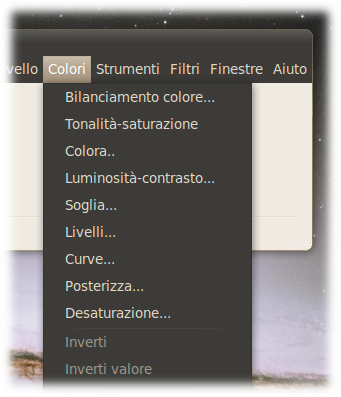 vello Colori Strumenti Filtri Finestre Aiuto
Bilanciamento colore...
Tonalità-saturazione
Colora..
Luminosità-contrasto...
Soglia...
Livelli...
Curve...
Posterizza...
Desaturazione...
Inverti
Inverti valore